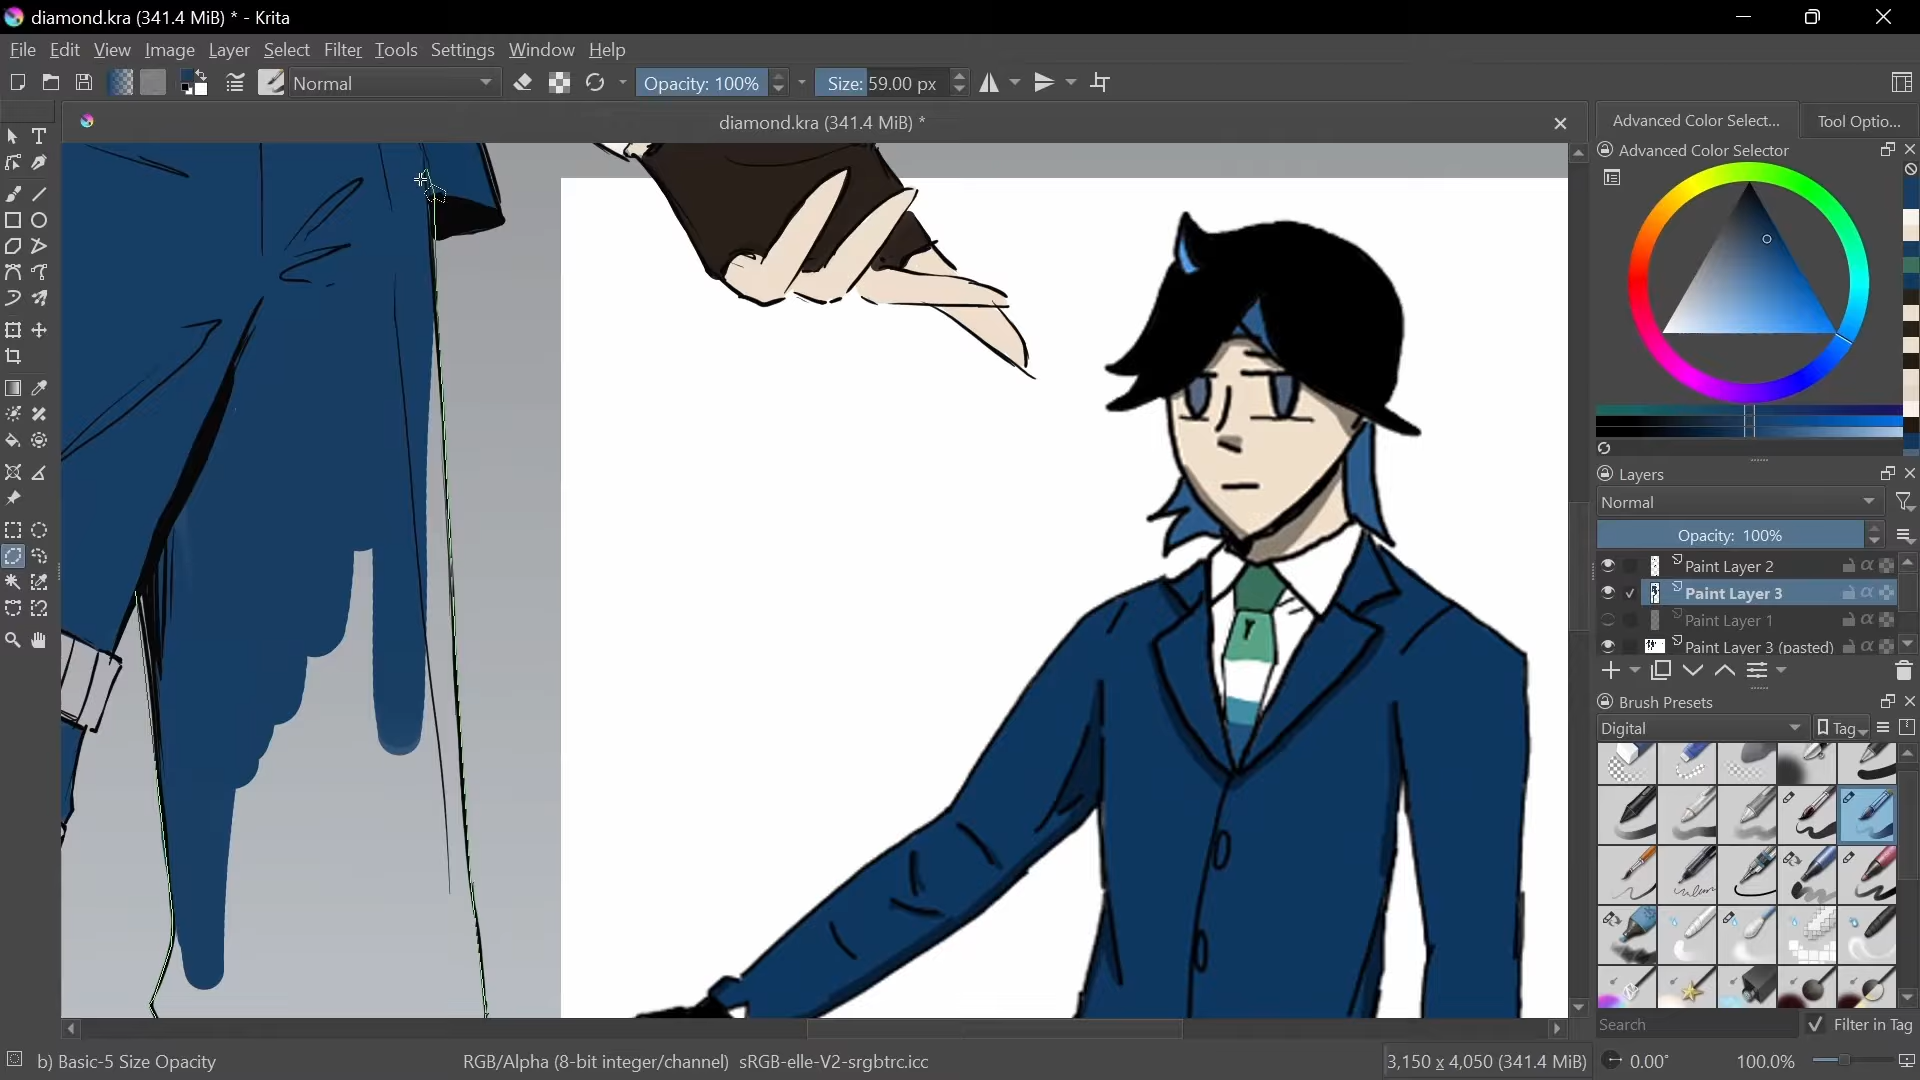 diamond.kra (341.4 MiB) * - Krita
File Edit View Image Layer Select Filter Tools Settings Window Help
Normal Opacity: 100% Size: 59.00 px
diamond.kra (341.4 MiB) *
Advanced Color Select... Tool Optio...
Advanced Color Selector
Layers
Normal
Opacity: 100%
Paint Layer 2
Paint Layer 3
Paint Layer 1
Paint Layer 3 (pasted)
Brush Presets
Digital Tag
Search Filter in Tag
b) Basic-5 Size Opacity RGB/Alpha (8-bit integer/channel) sRGB-elle-V2-srgbtrc.icc 3,150 x 4,050 (341.4 MiB) 0.00° 100.0%